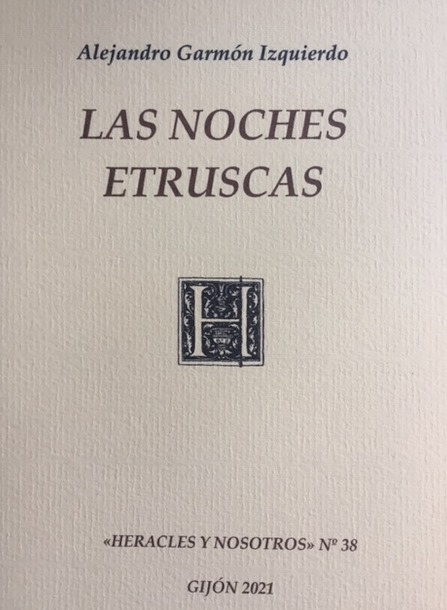 Alejandro Garmón Izquierdo
LAS NOCHES
ETRUSCAS
H
«HERACLES Y NOSOTROS» Nº 38
GIJÓN 2021